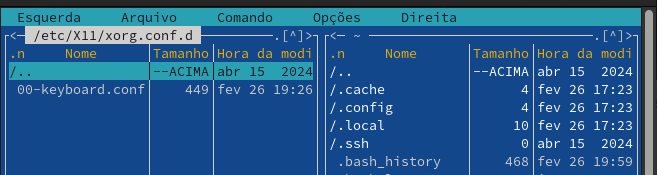 Esquerda Arquivo Comando Opções Direita
<─ /etc/X11/xorg.conf.d .[^]> <─ ~ .[^]>
.n Nome Tamanho Hora da modi .n Nome Tamanho Hora da modi
/.. --ACIMA abr 15 2024 /.. --ACIMA abr 15 2024
00-keyboard.conf 449 fev 26 19:26 /.cache 4 fev 26 17:23
/.config 4 fev 26 17:23
/.local 10 fev 26 17:23
/.ssh 0 abr 15 2024
.bash_history 468 fev 26 19:59